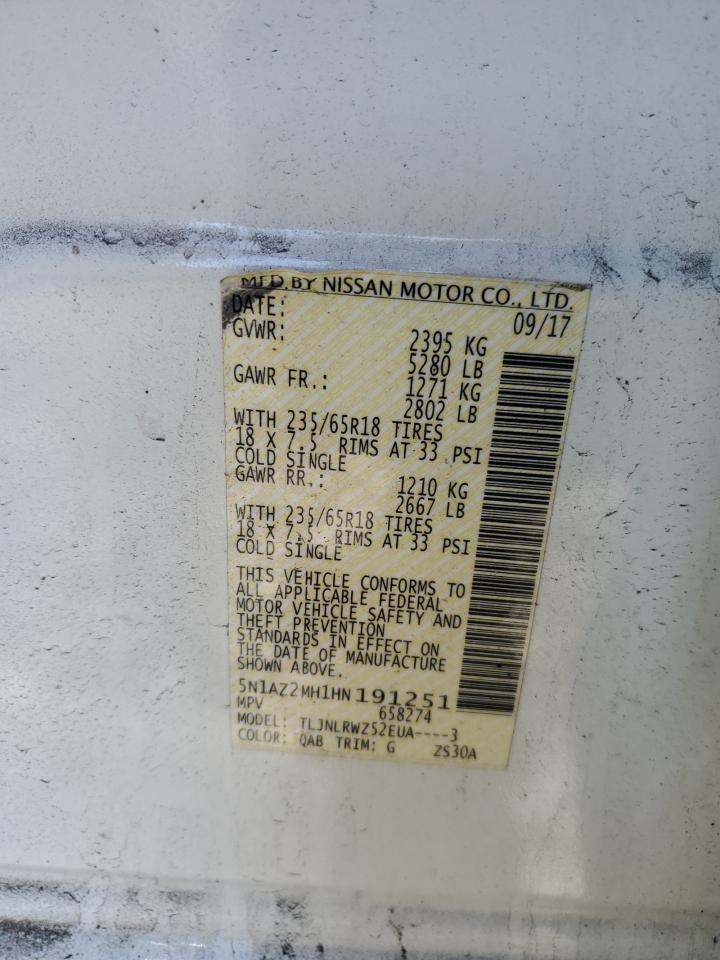 MFD.BY NISSAN MOTOR CO., LTD.
DATE: 09/17
GVWR: 2395 KG
5280 LB
GAWR FR.: 1271 KG
2802 LB
WITH 235/65R18 TIRES
18 X 7.5 RIMS AT 33 PSI
COLD SINGLE
GAWR RR.: 1210 KG
2667 LB
WITH 235/65R18 TIRES
18 X 7.5 RIMS AT 33 PSI
COLD SINGLE
THIS VEHICLE CONFORMS TO
ALL APPLICABLE FEDERAL
MOTOR VEHICLE SAFETY AND
THEFT PREVENTION
STANDARDS IN EFFECT ON
THE DATE OF MANUFACTURE
SHOWN ABOVE.
5N1AZ2MH1HN191251
MPV 658274
MODEL: TLJNLRWZ52EUA----3
COLOR: QAB TRIM: G ZS30A